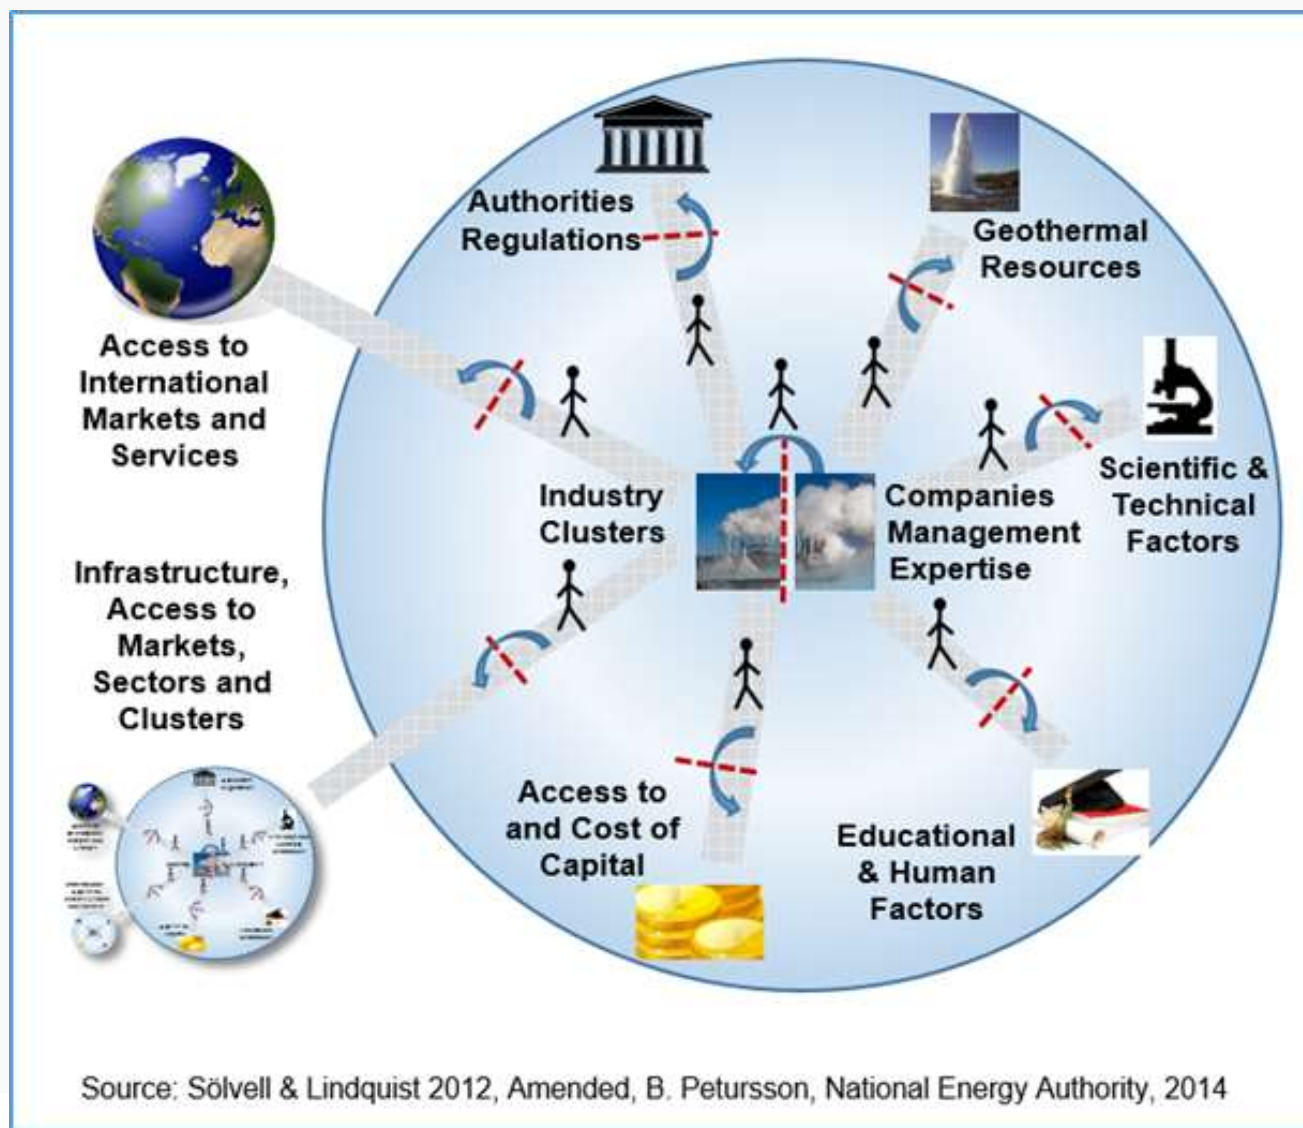 Authorities
Regulations
Geothermal
Resources
Access to
International
Markets and
Services
Scientific &
Technical
Factors
Industry
Clusters
Companies
Management
Expertise
Infrastructure,
Access to
Markets,
Sectors and
Clusters
Access to
and Cost of
Capital
Educational
& Human
Factors
Source: Sölvell & Lindquist 2012, Amended, B. Petursson, National Energy Authority, 2014